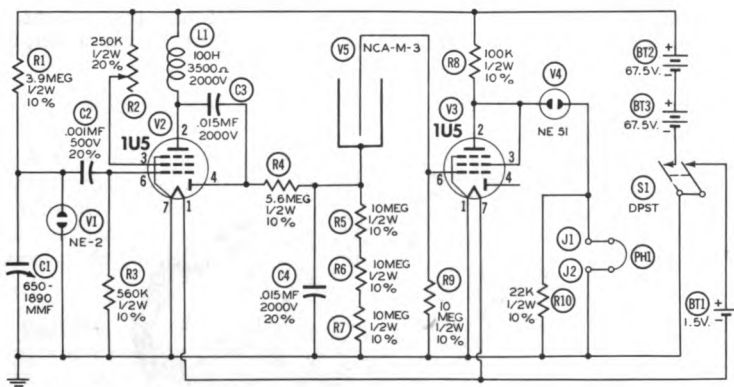 R1
3.9MEG
1/2W
10%
250K
1/2W
20%
R2
L1
100H
3500Ω
2000V
C3
.015MF
2000V
C2
.001MF
500V
20%
V2
1U5
2
3
6
4
7
1
V1
NE-2
C1
650-
1890
MMF
R3
560K
1/2W
10%
R4
5.6MEG
1/2W
10%
C4
.015MF
2000V
20%
V5
NCA-M-3
R5
10MEG
1/2W
10%
R6
10MEG
1/2W
10%
R7
10MEG
1/2W
10%
R8
100K
1/2W
10%
V3
1U5
2
3
6
4
1
7
R9
10
MEG
1/2W
10%
V4
NE 51
R10
22K
1/2W
10%
J1
J2
PH1
BT2
+
-
67.5V.
BT3
+
-
67.5V.
S1
DPST
BT1
+
-
1.5V.